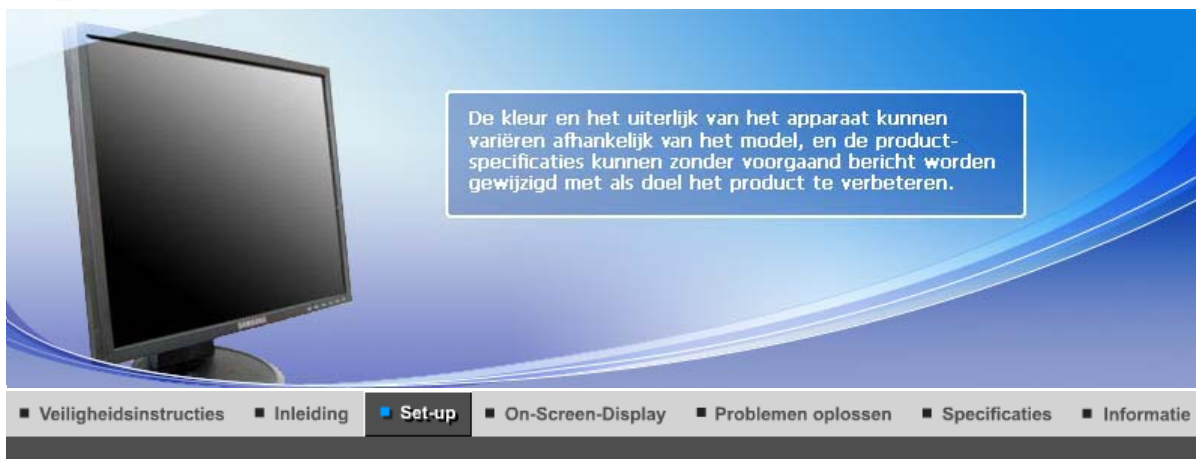 De kleur en het uiterlijk van het apparaat kunnen
variëren afhankelijk van het model, en de product-
specificaties kunnen zonder voorgaand bericht worden
gewijzigd met als doel het product te verbeteren.
SAMSUNG
Veiligheidsinstructies Inleiding Set-up On-Screen-Display Problemen oplossen Specificaties Informatie